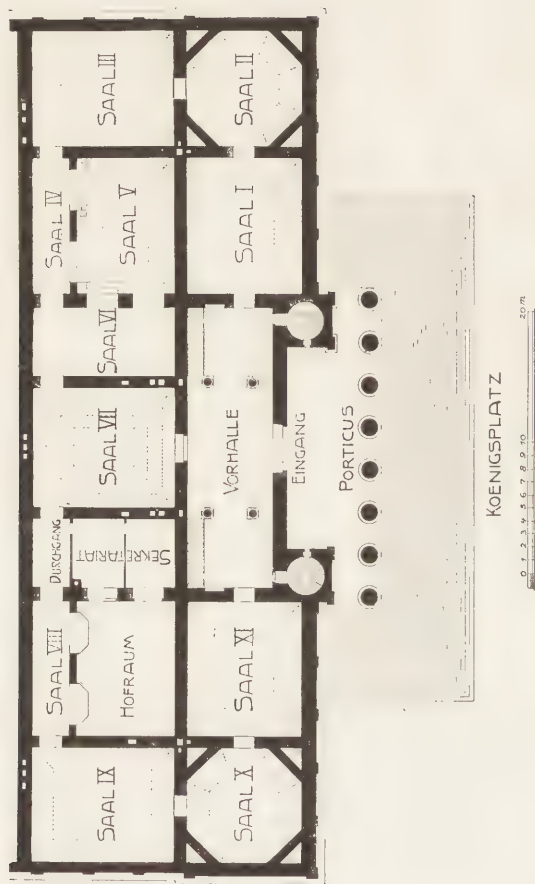 SAAL III
SAAL II
SAAL IV
SAAL V
SAAL I
SAAL VI
SAAL VII
VORHALLE
EINGANG
PORTICUS
KOENIGSPLATZ
DURCHGANG
SEKRETARIAT
SAAL VIII
HOFRAUM
SAAL XI
SAAL IX
SAAL X
0 1 2 3 4 5 6 7 8 9 10 20 m